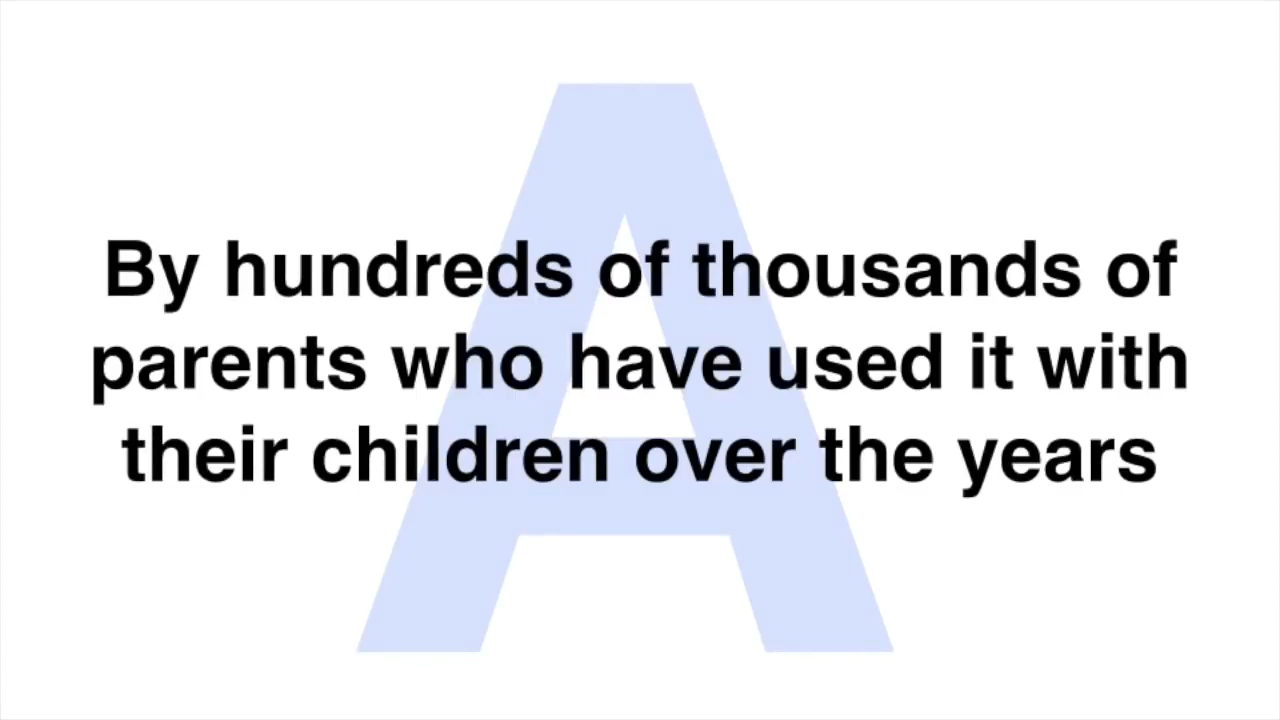 A
By hundreds of thousands of
parents who have used it with
their children over the years